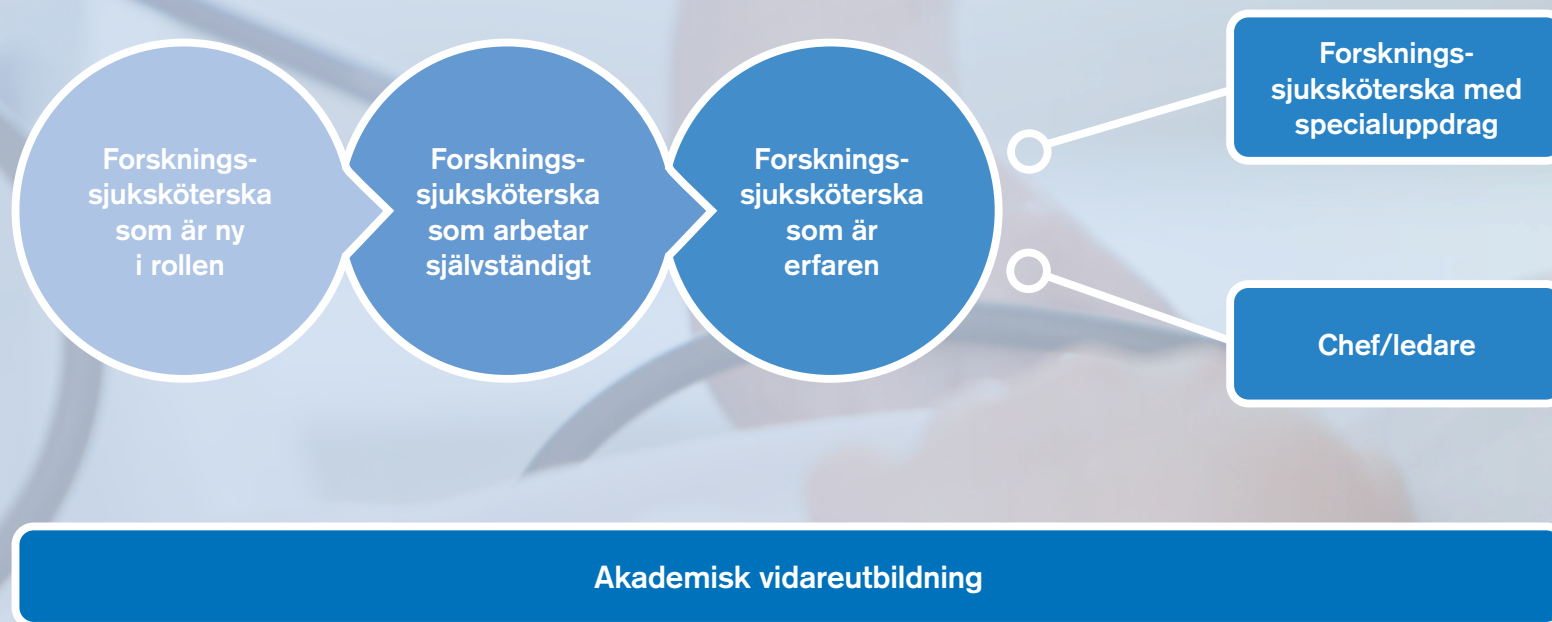 Forsknings-
sjuksköterska
som är ny
i rollen
Forsknings-
sjuksköterska
som arbetar
självständigt
Forsknings-
sjuksköterska
som är
erfaren
Forsknings-
sjuksköterska med
specialuppdrag
Chef/ledare
Akademisk vidareutbildning